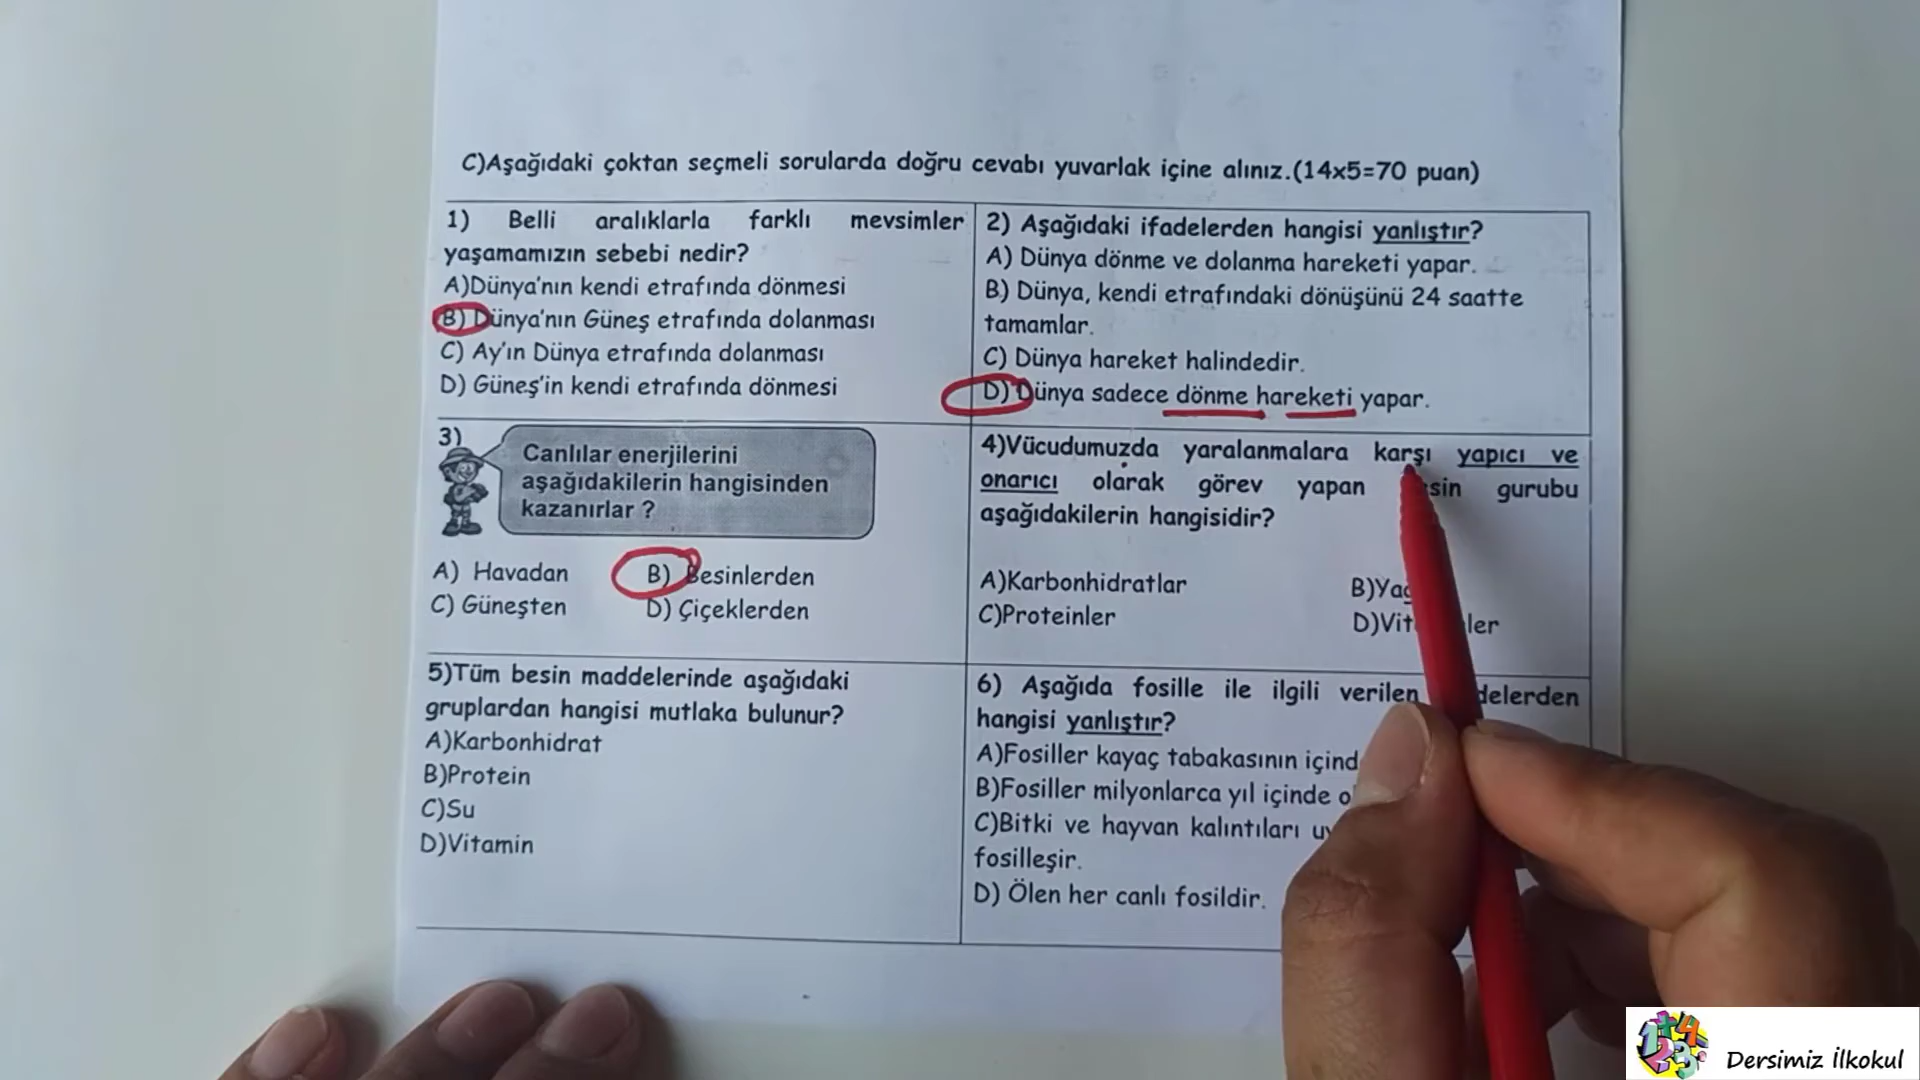 C)Aşağıdaki çoktan seçmeli sorularda doğru cevabı yuvarlak içine alınız.(14x5=70 puan)
1) Belli aralıklarla farklı mevsimler
yaşamamızın sebebi nedir?
A)Dünya'nın kendi etrafında dönmesi
B) Dünya'nın Güneş etrafında dolanması
C) Ay'ın Dünya etrafında dolanması
D) Güneş'in kendi etrafında dönmesi
2) Aşağıdaki ifadelerden hangisi yanlıştır?
A) Dünya dönme ve dolanma hareketi yapar.
B) Dünya, kendi etrafındaki dönüşünü 24 saatte
tamamlar.
C) Dünya hareket halindedir.
D) Dünya sadece dönme hareketi yapar.
3)
Canlılar enerjilerini
aşağıdakilerin hangisinden
kazanırlar ?
A) Havadan B) Besinlerden
C) Güneşten D) Çiçeklerden
4)Vücudumuzda yaralanmalara karşı yapıcı ve
onarıcı olarak görev yapan gurubu
aşağıdakilerin hangisidir?
A)Karbonhidratlar B)
C)Proteinler D)
5)Tüm besin maddelerinde aşağıdaki
gruplardan hangisi mutlaka bulunur?
A)Karbonhidrat
B)Protein
C)Su
D)Vitamin
6) Aşağıda fosille ile ilgili verilen
hangisi yanlıştır?
A)Fosiller kayaç tabakasının
B)Fosiller milyonlarca yıl içinde
C)Bitki ve hayvan kalıntıları
fosilleşir.
D) Ölen her canlı fosildir.
Dersimiz İlkokul